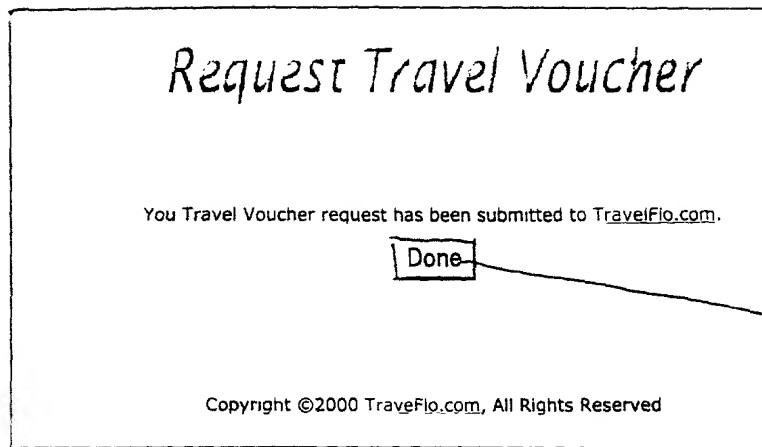 Request Travel Voucher
You Travel Voucher request has been submitted to TravelFlo.com.
Done
Copyright ©2000 TraveFlo.com, All Rights Reserved